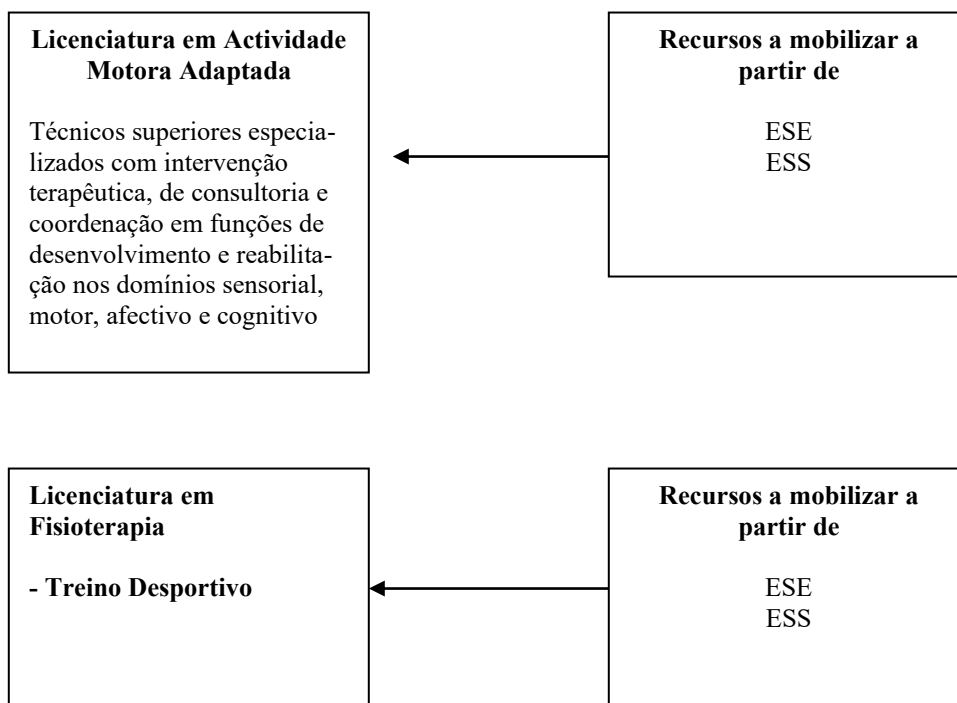 Licenciatura em Actividade
Motora Adaptada
Técnicos superiores especia-
lizados com intervenção
terapêutica, de consultoria e
coordenação em funções de
desenvolvimento e reabilita-
ção nos domínios sensorial,
motor, afectivo e cognitivo
Recursos a mobilizar a
partir de
ESE
ESS
Licenciatura em
Fisioterapia
- Treino Desportivo
Recursos a mobilizar a
partir de
ESE
ESS